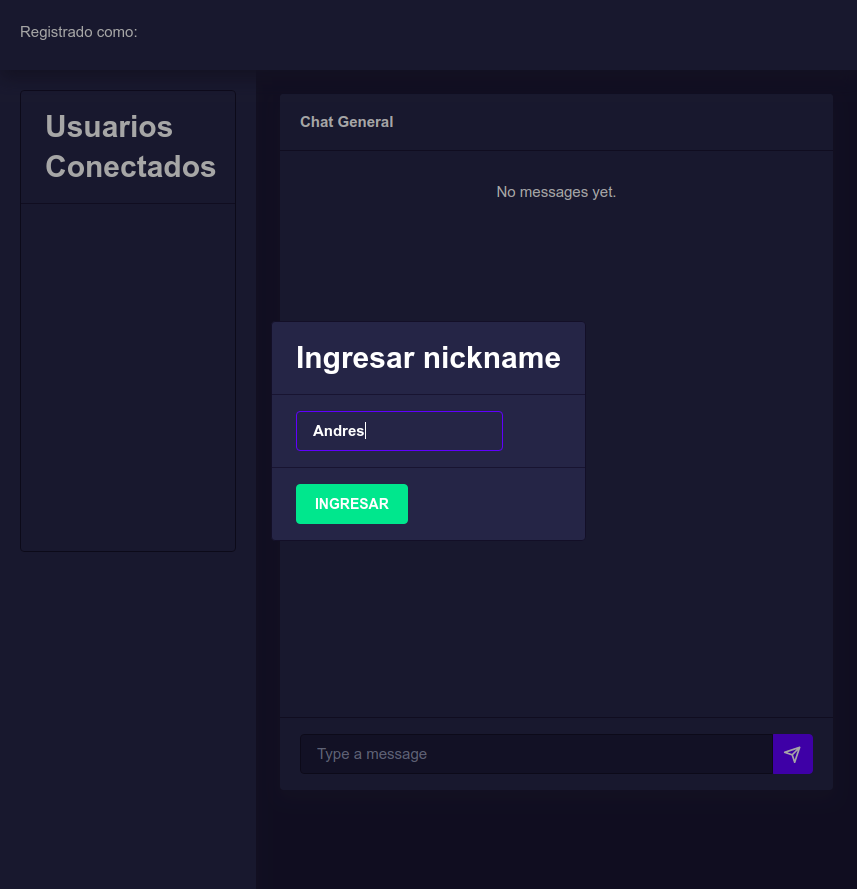 Registrado como:
Usuarios
Conectados
Chat General
No messages yet.
Ingresar nickname
Andres
INGRESAR
Type a message